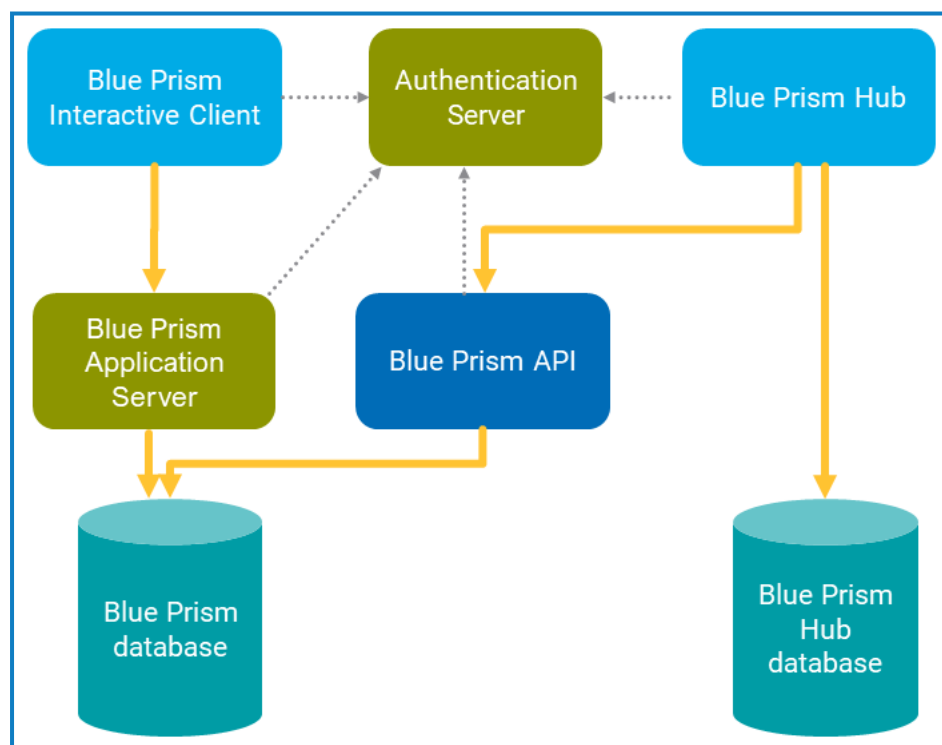 Blue Prism
Interactive Client
Authentication
Server
Blue Prism Hub
Blue Prism
Application
Server
Blue Prism API
Blue Prism
database
Blue Prism
Hub
database